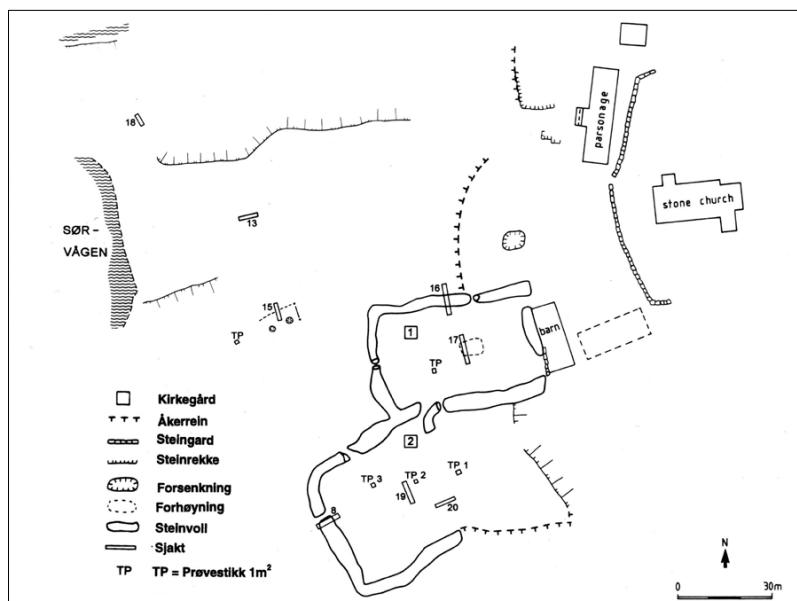 parsonage
stone church
18
13
SØR -
VÅGEN
16
15
TP
1
17
barn
TP
2
TP 3
TP 2
TP 1
19
20
8
Kirkegård
Åkerrein
Steingard
Steinrekke
Forsenkning
Forhøyning
Steinvoll
Sjakt
TP TP = Prøvestikk 1m²
N
0 30m